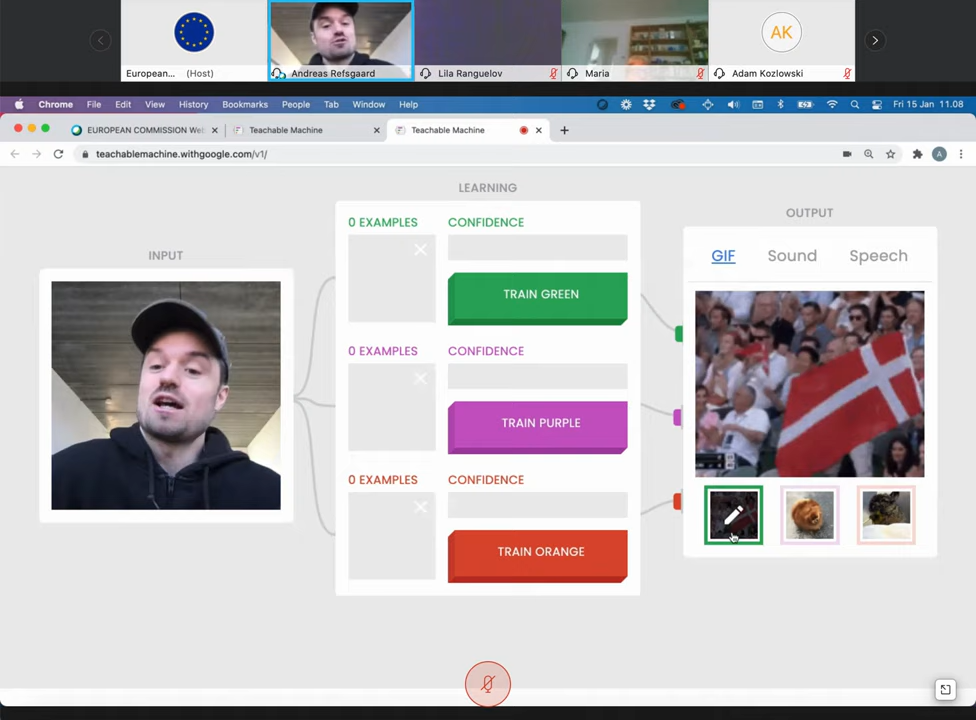 AK
European... (Host)
Andreas Refsgaard
Lila Ranguelov
Maria
Adam Kozlowski
Chrome File Edit View History Bookmarks People Tab Window Help
Fri 15 Jan 11.08
EUROPEAN COMMISSION Web
Teachable Machine
Teachable Machine
teachablemachine.withgoogle.com/v1/
A
LEARNING
INPUT
OUTPUT
0 EXAMPLES CONFIDENCE
TRAIN GREEN
0 EXAMPLES CONFIDENCE
TRAIN PURPLE
0 EXAMPLES CONFIDENCE
TRAIN ORANGE
GIF Sound Speech